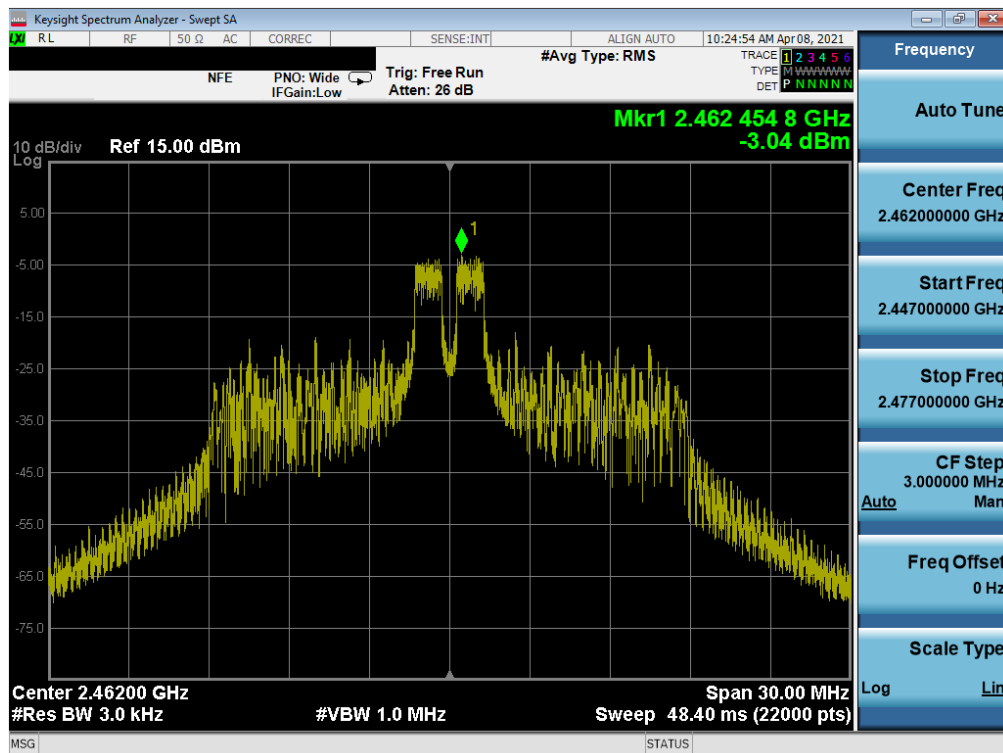 Keysight Spectrum Analyzer - Swept SA
LXI RL RF 50 Ω AC CORREC SENSE:INT ALIGN AUTO 10:24:54 AM Apr 08, 2021
NFE PNO: Wide Trig: Free Run #Avg Type: RMS TRACE 1 2 3 4 5 6
IFGain:Low Atten: 26 dB TYPE M W W W W W
DET P N N N N N
Mkr1 2.462 454 8 GHz
-3.04 dBm
10 dB/div Ref 15.00 dBm
Log
1
5.00
-5.00
-15.0
-25.0
-35.0
-45.0
-55.0
-65.0
-75.0
Center 2.46200 GHz Span 30.00 MHz
#Res BW 3.0 kHz #VBW 1.0 MHz Sweep 48.40 ms (22000 pts)
MSG STATUS
Frequency
Auto Tune
Center Freq
2.462000000 GHz
Start Freq
2.447000000 GHz
Stop Freq
2.477000000 GHz
CF Step
3.000000 MHz
Auto Man
Freq Offset
0 Hz
Scale Type
Log Lin